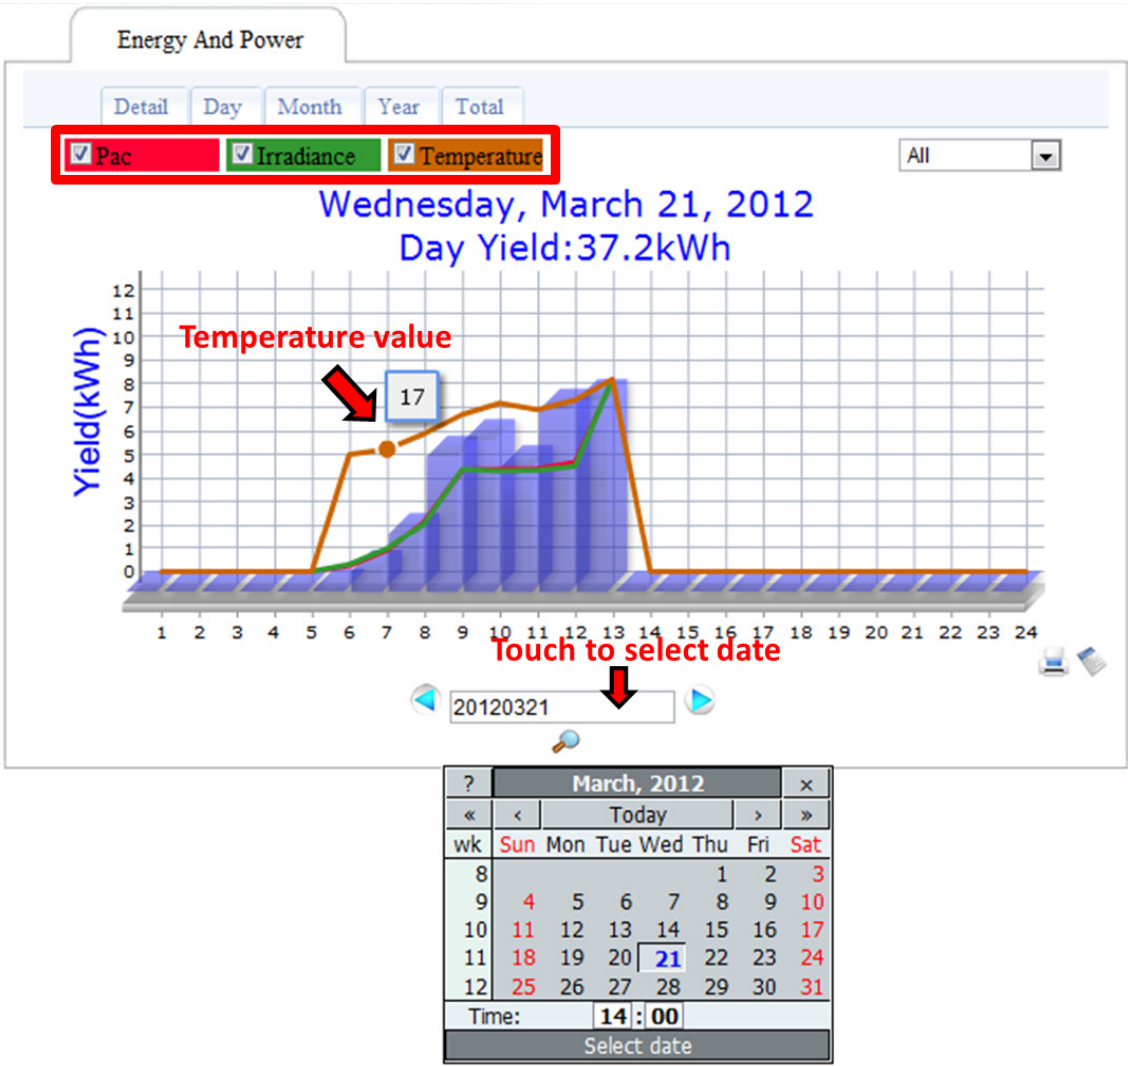 Energy And Power
Detail Day Month Year Total
Pac Irradiance Temperature All
Wednesday, March 21, 2012
Day Yield:37.2kWh
Yield(kWh)
12
11
10
9
8
7
6
5
4
3
2
1
0
Temperature value
17
1 2 3 4 5 6 7 8 9 10 11 12 13 14 15 16 17 18 19 20 21 22 23 24
Touch to select date
20120321
? March, 2012 ×
« ‹ Today › »
wk Sun Mon Tue Wed Thu Fri Sat
8 1 2 3
9 4 5 6 7 8 9 10
10 11 12 13 14 15 16 17
11 18 19 20 21 22 23 24
12 25 26 27 28 29 30 31
Time: 14 : 00
Select date